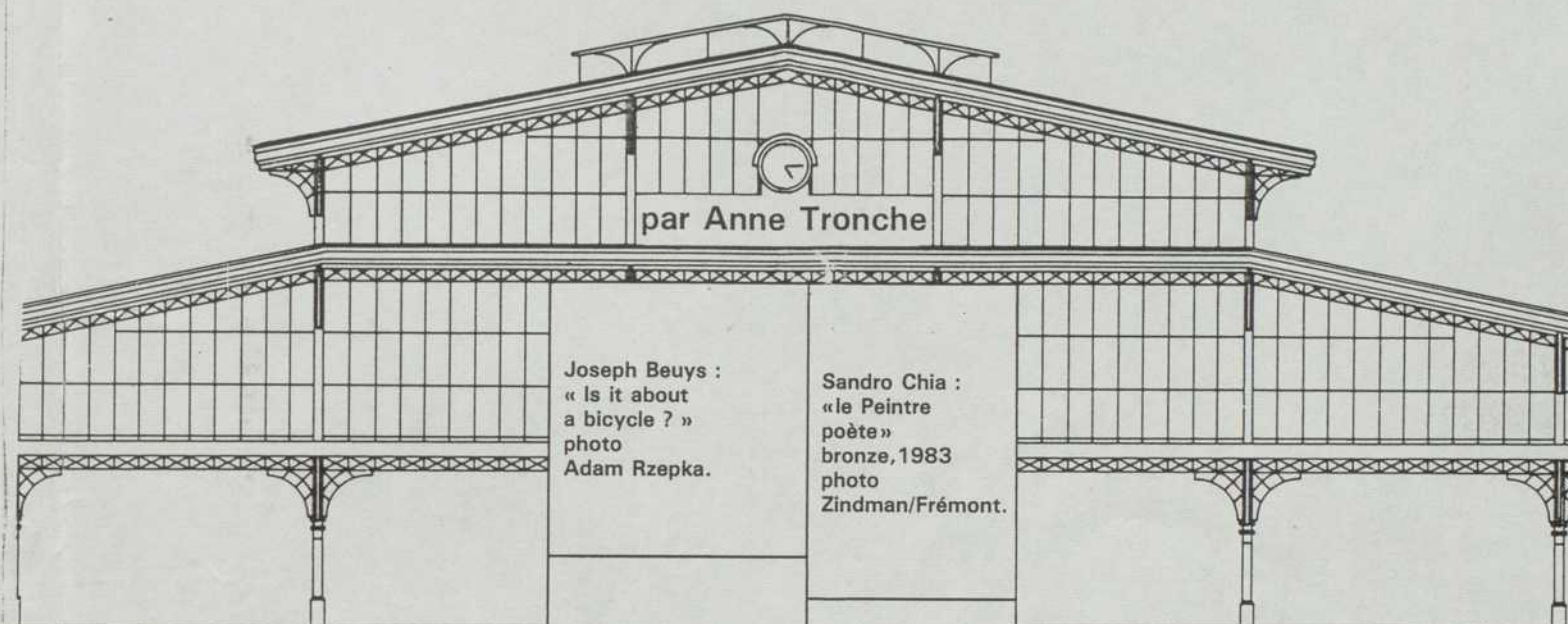 par Anne Tronche
Joseph Beuys :
« Is it about
a bicycle ? »
photo
Adam Rzepka.
Sandro Chia :
«le Peintre
poète»
bronze, 1983
photo
Zindman/Frémont.